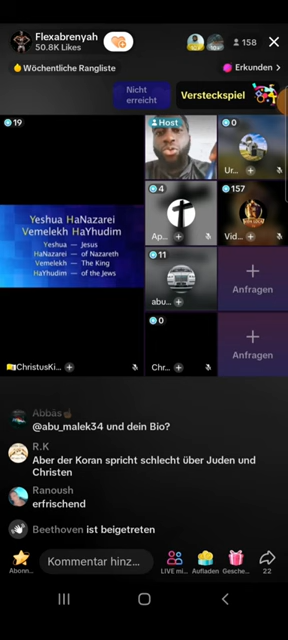 Flexabrenyah
50.8K Likes
158
Wöchentliche Rangliste
Erkunden >
Nicht erreicht
Versteckspiel
19
Host
0
Ur...
Yeshua HaNazarei
Vemelekh HaYhudim
Yeshua — Jesus
HaNazarei — of Nazareth
Vemelekh — The King
HaYhudim — of the Jews
4
Ap...
157
Vid...
11
abu...
Anfragen
0
ChristusKi...
Chr...
Anfragen
Abbās
@abu_malek34 und dein Bio?
R.K
Aber der Koran spricht schlecht über Juden und
Christen
Ranoush
erfrischend
Beethoven ist beigetreten
Kommentar hinz...
Abonn...
LIVE mi...
Aufladen
Gesche...
22